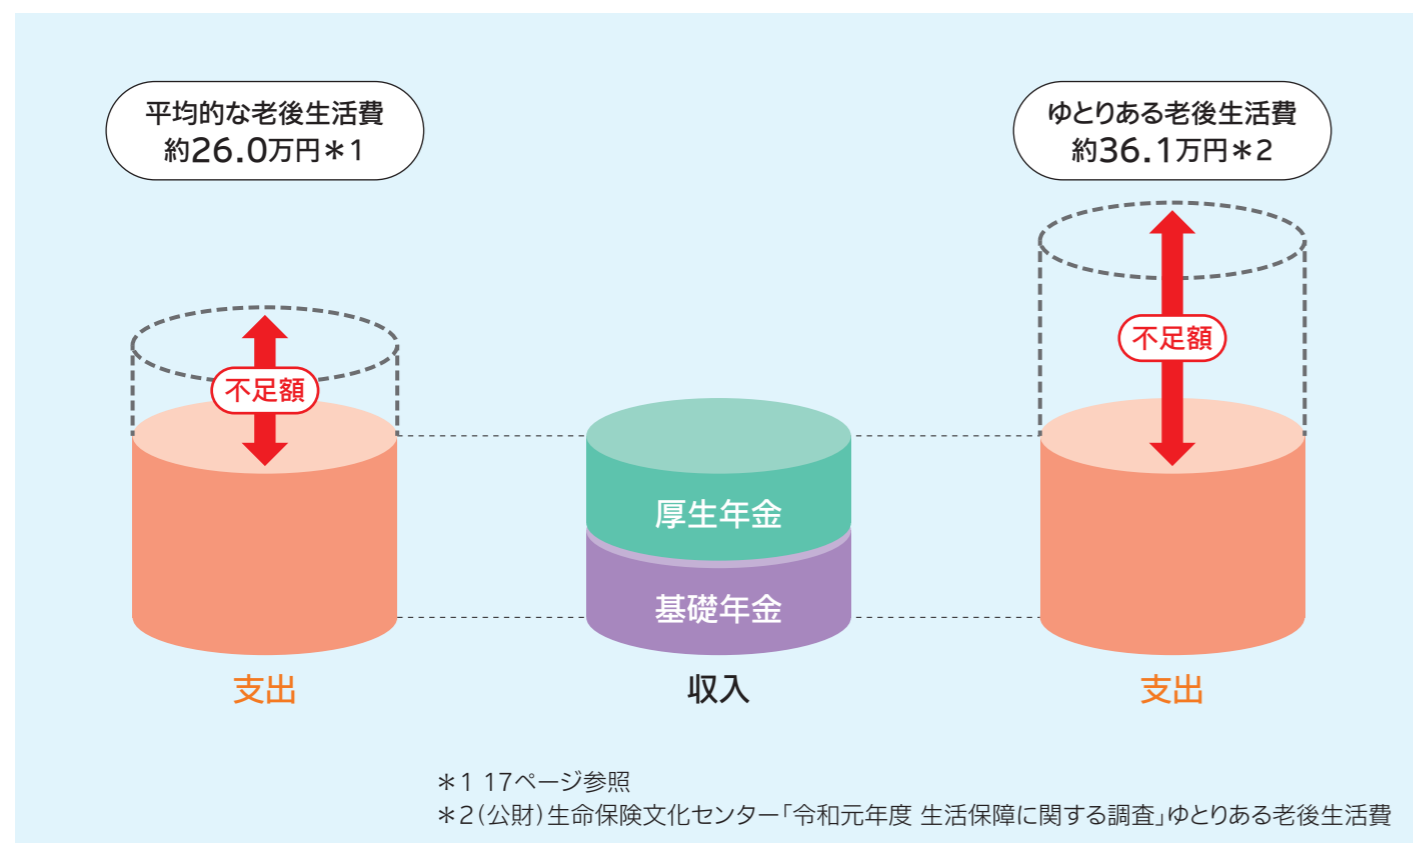 平均的な老後生活費
約26.0万円＊1
ゆとりある老後生活費
約36.1万円＊2
不足額
不足額
厚生年金
基礎年金
支出
収入
支出
＊1 17ページ参照
＊2（公財）生命保険文化センター「令和元年度 生活保障に関する調査」ゆとりある老後生活費